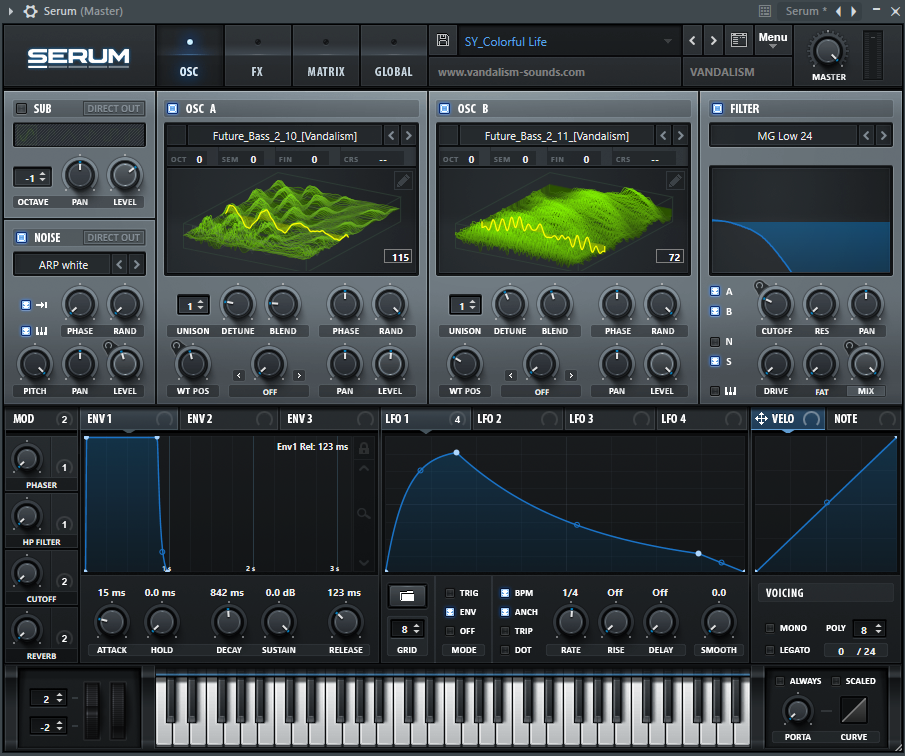 Serum (Master)
Serum *
SERUM
OSC
FX
MATRIX
GLOBAL
SY_Colorful Life
Menu
www.vandalism-sounds.com
VANDALISM
MASTER
SUB
DIRECT OUT
-1
OCTAVE
PAN
LEVEL
NOISE
DIRECT OUT
ARP white
PHASE
RAND
PITCH
PAN
LEVEL
OSC A
Future_Bass_2_10_[Vandalism]
OCT 0 SEM 0 FIN 0 CRS --
115
1
UNISON
DETUNE
BLEND
PHASE
RAND
WT POS
OFF
PAN
LEVEL
OSC B
Future_Bass_2_11_[Vandalism]
OCT 0 SEM 0 FIN 0 CRS --
72
1
UNISON
DETUNE
BLEND
PHASE
RAND
WT POS
OFF
PAN
LEVEL
FILTER
MG Low 24
A
B
N
S
CUTOFF
RES
PAN
DRIVE
FAT
MIX
MOD 2
1
PHASER
1
HP FILTER
2
CUTOFF
2
REVERB
ENV 1
ENV 2
ENV 3
Env1 Rel: 123 ms
1s
2s
3s
15 ms
0.0 ms
842 ms
0.0 dB
123 ms
ATTACK
HOLD
DECAY
SUSTAIN
RELEASE
LFO 1 4
LFO 2
LFO 3
LFO 4
8
GRID
TRIG
ENV
OFF
MODE
BPM
ANCH
TRIP
DOT
1/4
Off
Off
0.0
RATE
RISE
DELAY
SMOOTH
VELO
NOTE
VOICING
MONO
POLY 8
LEGATO
0 / 24
2
-2
ALWAYS
SCALED
PORTA
CURVE